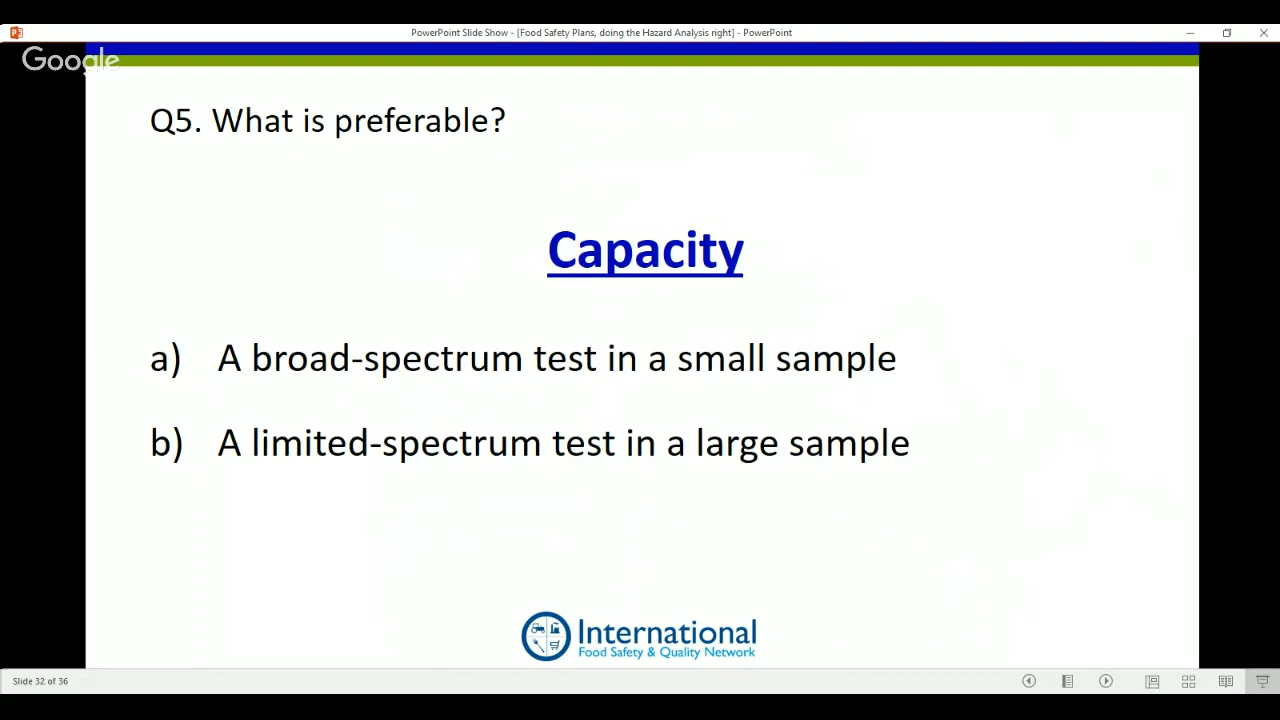 PowerPoint Slide Show - [Food Safety Plans, doing the Hazard Analysis right] - PowerPoint
Google
Q5. What is preferable?
Capacity
a) A broad-spectrum test in a small sample
b) A limited-spectrum test in a large sample
International
Food Safety & Quality Network
Slide 32 of 36